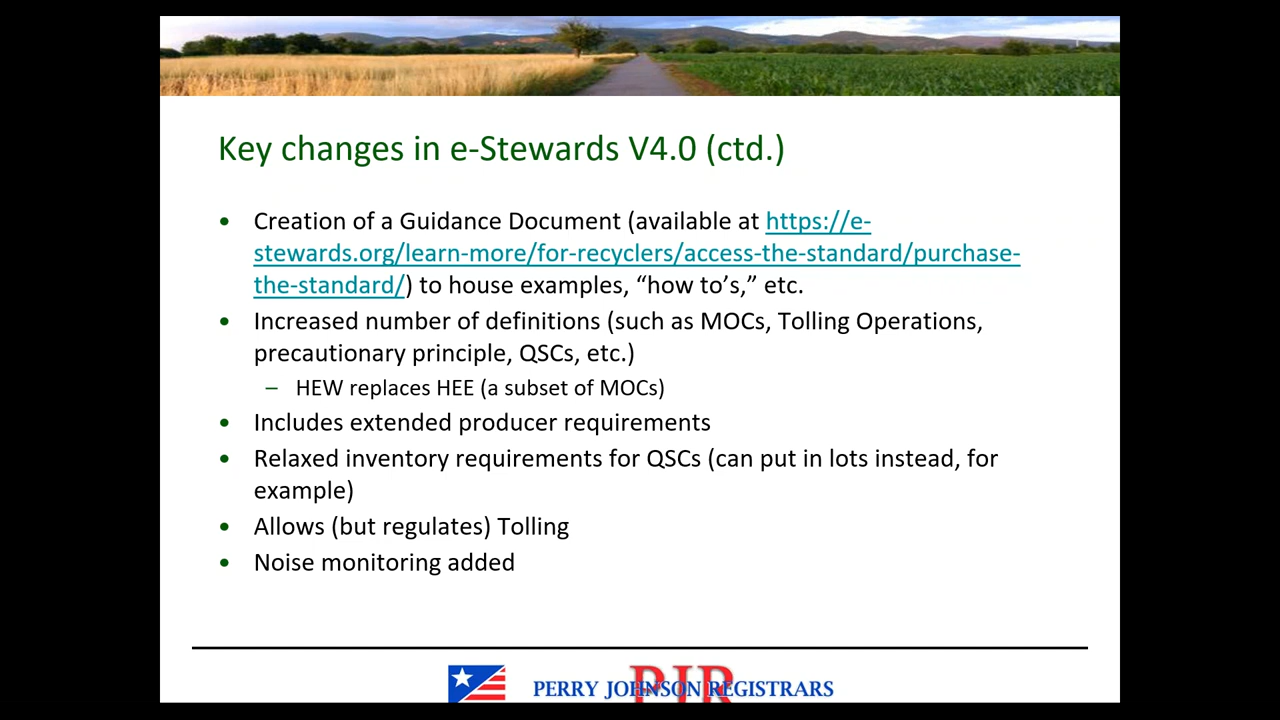 Key changes in e-Stewards V4.0 (ctd.)
• Creation of a Guidance Document (available at https://e-
stewards.org/learn-more/for-recyclers/access-the-standard/purchase-
the-standard/) to house examples, “how to’s,” etc.
• Increased number of definitions (such as MOCs, Tolling Operations,
precautionary principle, QSCs, etc.)
– HEW replaces HEE (a subset of MOCs)
• Includes extended producer requirements
• Relaxed inventory requirements for QSCs (can put in lots instead, for
example)
• Allows (but regulates) Tolling
• Noise monitoring added
PJR
PERRY JOHNSON REGISTRARS